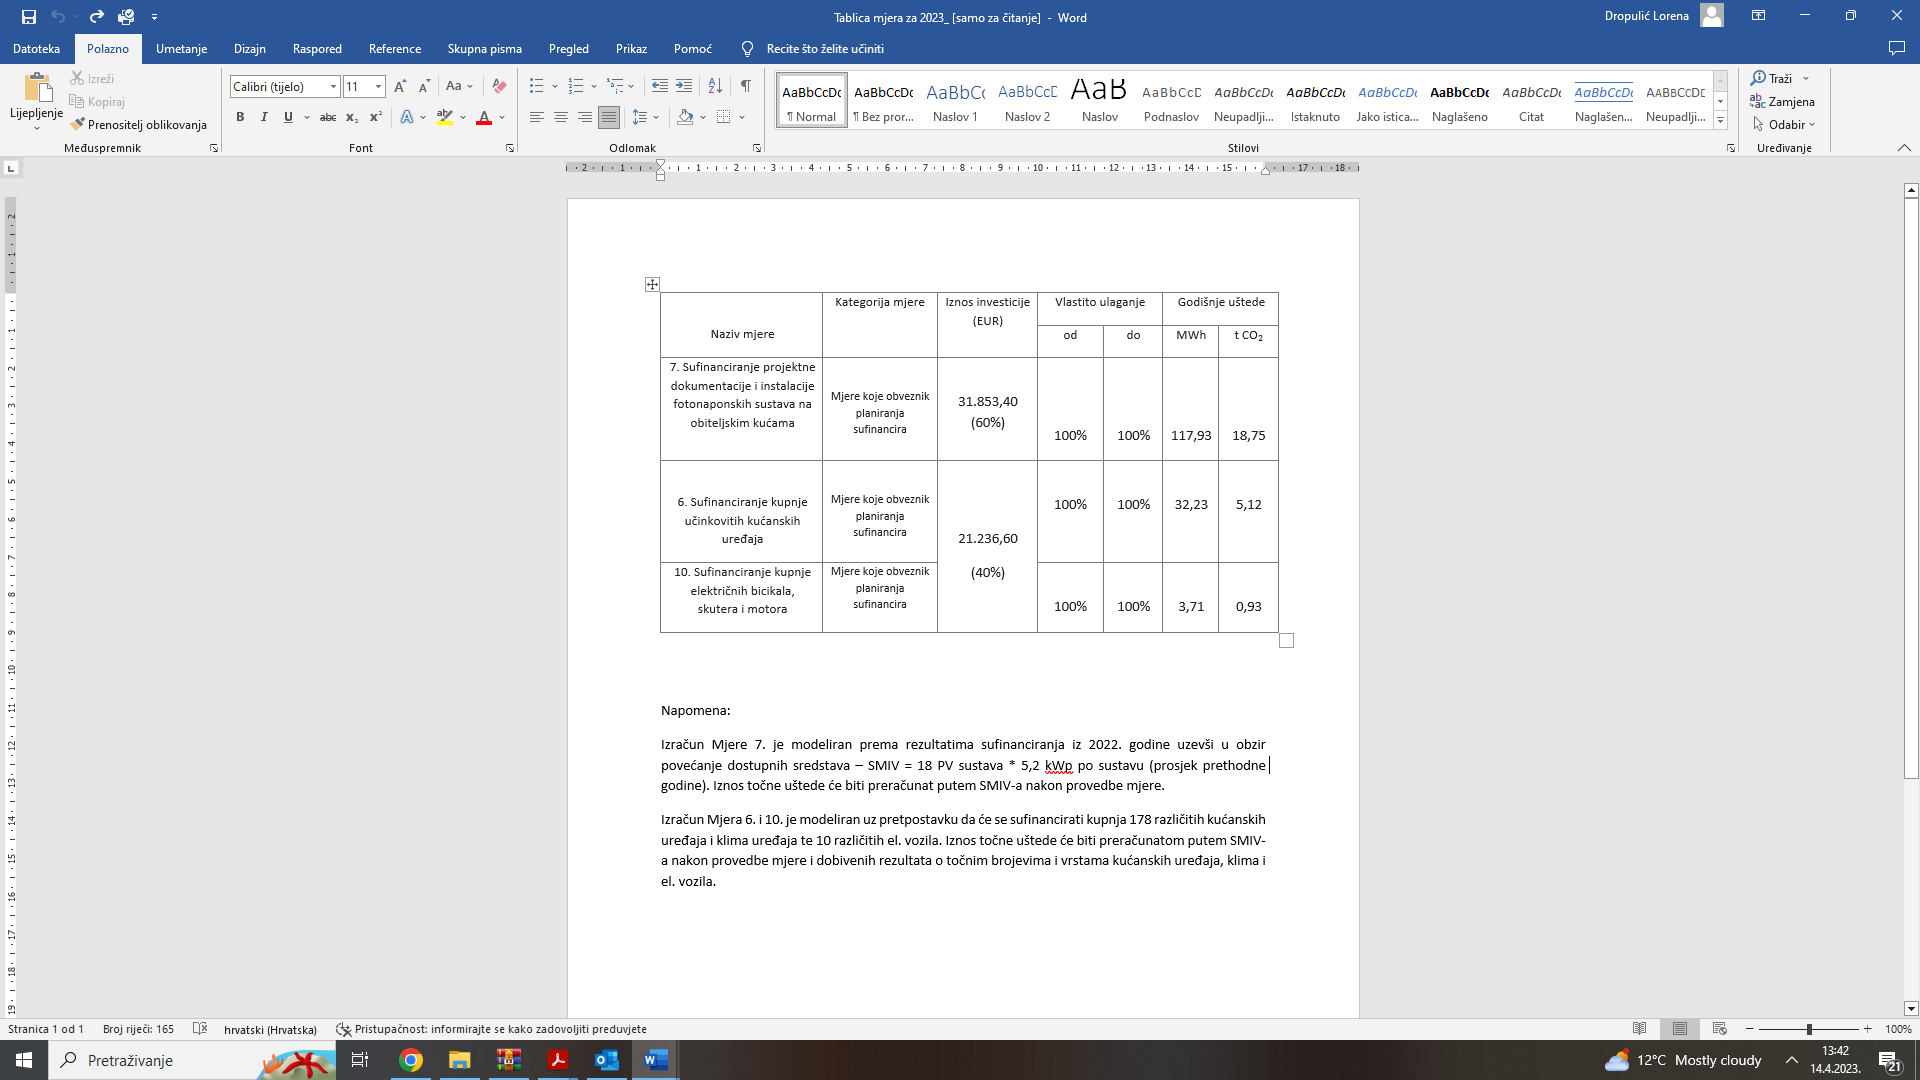 Tablica mjera za 2023_ [samo za čitanje] - Word
Dropulić Lorena
Datoteka Polazno Umetanje Dizajn Raspored Reference Skupna pisma Pregled Prikaz Pomoć Recite što želite učiniti
Lijepljenje
Izreži
Kopiraj
Prenositelj oblikovanja
Međuspremnik
Calibri (tijelo) 11
Font
Odlomak
AaBbCcDc AaBbCcDc AaBbC( AaBbCcD AaB AaBbCcD AaBbCcDc AaBbCcDc AaBbCcDc AaBbCcDc AaBbCcDc AaBbCcDc AABBCCDE
¶ Normal ¶ Bez pror... Naslov 1 Naslov 2 Naslov Podnaslov Neupadlji... Istaknuto Jako istica... Naglašeno Citat Naglašen... Neupadlji...
Stilovi
Traži
Zamjena
Odabir
Uređivanje
Naziv mjere
Kategorija mjere
Iznos investicije
(EUR)
Vlastito ulaganje
od do
Godišnje uštede
MWh t CO₂
7. Sufinanciranje projektne
dokumentacije i instalacije
fotonaponskih sustava na
obiteljskim kućama
Mjere koje obveznik
planiranja
sufinancira
31.853,40
(60%)
100% 100% 117,93 18,75
6. Sufinanciranje kupnje
učinkovitih kućanskih
uređaja
Mjere koje obveznik
planiranja
sufinancira
21.236,60
(40%)
100% 100% 32,23 5,12
10. Sufinanciranje kupnje
električnih bicikala,
skutera i motora
Mjere koje obveznik
planiranja
sufinancira
100% 100% 3,71 0,93
Napomena:
Izračun Mjere 7. je modeliran prema rezultatima sufinanciranja iz 2022. godine uzevši u obzir
povećanje dostupnih sredstava – SMIV = 18 PV sustava * 5,2 kWp po sustavu (prosjek prethodne
godine). Iznos točne uštede će biti preračunat putem SMIV-a nakon provedbe mjere.
Izračun Mjera 6. i 10. je modeliran uz pretpostavku da će se sufinancirati kupnja 178 različitih kućanskih
uređaja i klima uređaja te 10 različitih el. vozila. Iznos točne uštede će biti preračunatom putem SMIV-
a nakon provedbe mjere i dobivenih rezultata o točnim brojevima i vrstama kućanskih uređaja, klima i
el. vozila.
Stranica 1 od 1 Broj riječi: 165 hrvatski (Hrvatska) Pristupačnost: informirajte se kako zadovoljiti preduvjete 100%
Pretraživanje
12°C Mostly cloudy
13:42
14.4.2023.
21